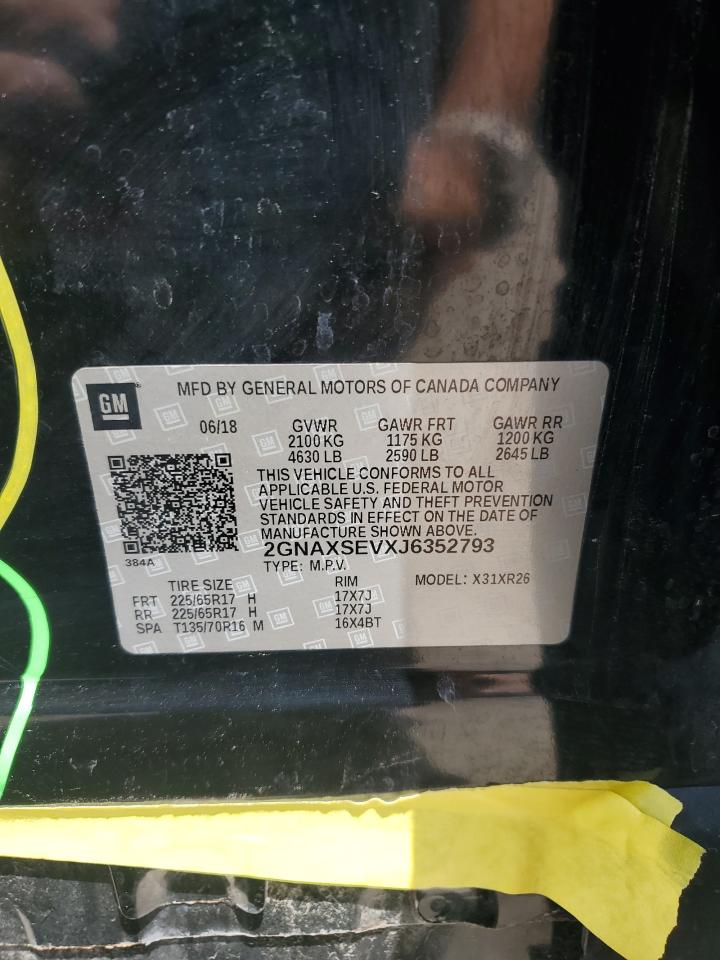 GM
MFD BY GENERAL MOTORS OF CANADA COMPANY
06/18 GVWR GAWR FRT GAWR RR
2100 KG 1175 KG 1200 KG
4630 LB 2590 LB 2645 LB
THIS VEHICLE CONFORMS TO ALL
APPLICABLE U.S. FEDERAL MOTOR
VEHICLE SAFETY AND THEFT PREVENTION
STANDARDS IN EFFECT ON THE DATE OF
MANUFACTURE SHOWN ABOVE.
2GNAXSEVXJ6352793
384A
TYPE: M.P.V.
TIRE SIZE RIM MODEL: X31XR26
FRT 225/65R17 H 17X7J
RR 225/65R17 H 17X7J
SPA T135/70R16 M 16X4BT